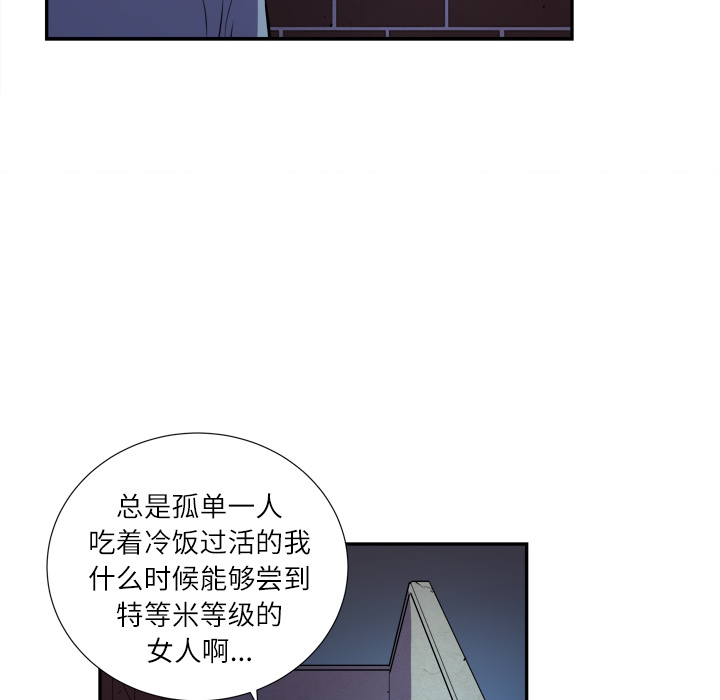 总是孤单一人
吃着冷饭过活的我
什么时候能够尝到
特等米等级的
女人啊...